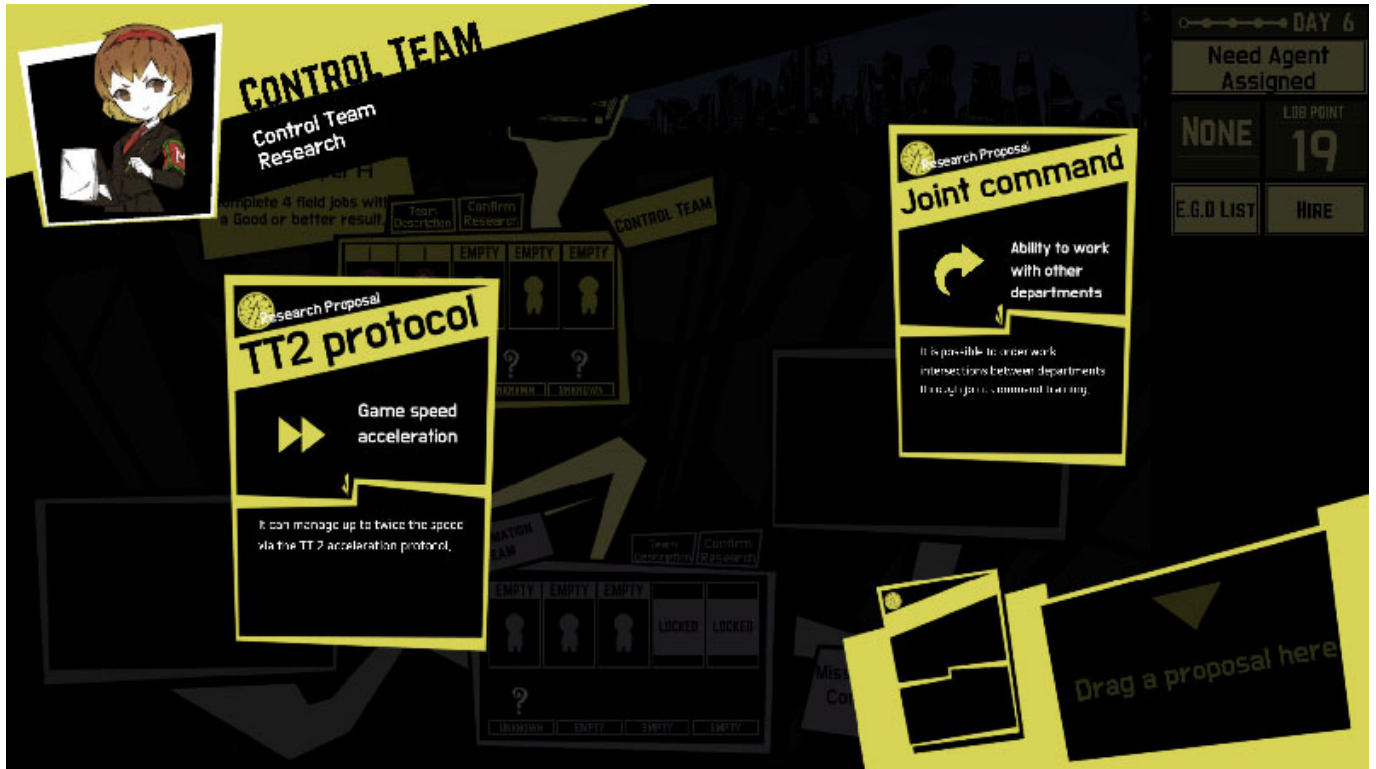 CONTROL TEAM
Control Team
Research
DAY 6
Need Agent
Assigned
NONE
LOB POINT
19
E.G.O LIST
HIRE
Complete 4 field jobs with
a Good or better result.
Team
Description
Confirm
Research
CONTROL TEAM
I
I
EMPTY
EMPTY
EMPTY
?
?
UNKNOWN
UNKNOWN
Research Proposal
TT2 protocol
Game speed
acceleration
It can manage up to twice the speed
via the TT2 acceleration protocol.
Research Proposal
Joint command
Ability to work
with other
departments
It is possible to order work
intersections between departments
through joint command training.
TEAM
Team
Description
Confirm
Research
EMPTY
EMPTY
EMPTY
LOCKED
LOCKED
?
UNKNOWN
EMPTY
EMPTY
EMPTY
Drag a proposal here